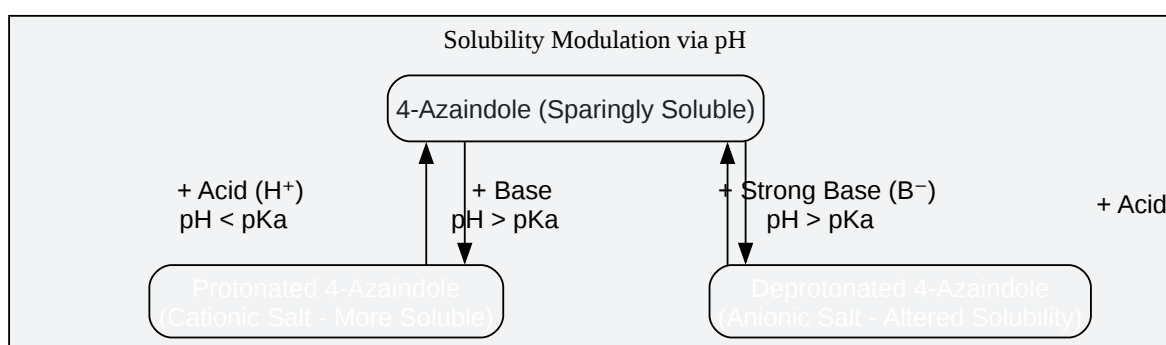 Solubility Modulation via pH
4-Azaindole (Sparingly Soluble)
+ Acid (H⁺)
pH < pKa
+ Base
pH > pKa
+ Strong Base (B⁻)
pH > pKa
+ Acid
Protonated 4-Azaindole
(Cationic Salt - More Soluble)
Deprotonated 4-Azaindole
(Anionic Salt - Altered Solubility)